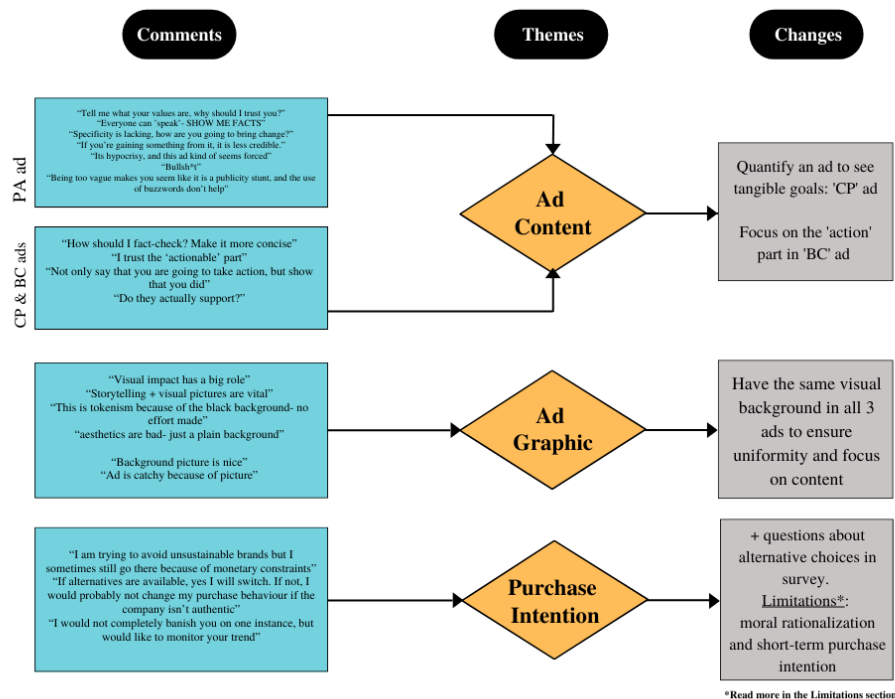 Comments
Themes
Changes
PA ad
“Tell me what your values are, why should I trust you?”
“Everyone can 'speak'- SHOW ME FACTS”
“Specificity is lacking, how are you going to bring change?”
“If you’re gaining something from it, it is less credible.”
“Its hypocrisy, and this ad kind of seems forced”
“Bullsh*t”
“Being too vague makes you seem like it is a publicity stunt, and the use
of buzzwords don’t help"
CP & BC ads
“How should I fact-check? Make it more concise”
“I trust the ‘actionable’ part”
“Not only say that you are going to take action, but show
that you did”
“Do they actually support?”
Ad
Content
Quantify an ad to see
tangible goals: 'CP' ad
Focus on the 'action'
part in 'BC' ad
“Visual impact has a big role”
“Storytelling + visual pictures are vital”
“This is tokenism because of the black background- no
effort made”
“aesthetics are bad- just a plain background”
“Background picture is nice”
“Ad is catchy because of picture”
Ad
Graphic
Have the same visual
background in all 3
ads to ensure
uniformity and focus
on content
“I am trying to avoid unsustainable brands but I
sometimes still go there because of monetary constraints”
“If alternatives are available, yes I will switch. If not, I
would probably not change my purchase behaviour if the
company isn’t authentic”
“I would not completely banish you on one instance, but
would like to monitor your trend”
Purchase
Intention
+ questions about
alternative choices in
survey.
Limitations*:
moral rationalization
and short-term purchase
intention
*Read more in the Limitations section